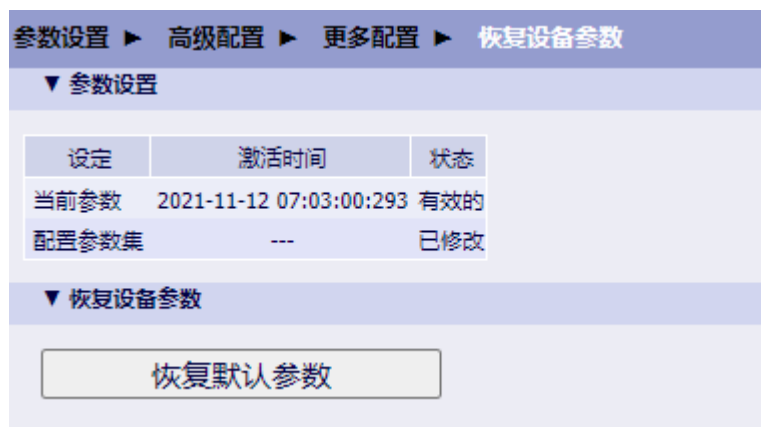 参数设置 ► 高级配置 ► 更多配置 ► 恢复设备参数
▼ 参数设置
设定 激活时间 状态
当前参数 2021-11-12 07:03:00:293 有效的
配置参数集 --- 已修改
▼ 恢复设备参数
恢复默认参数